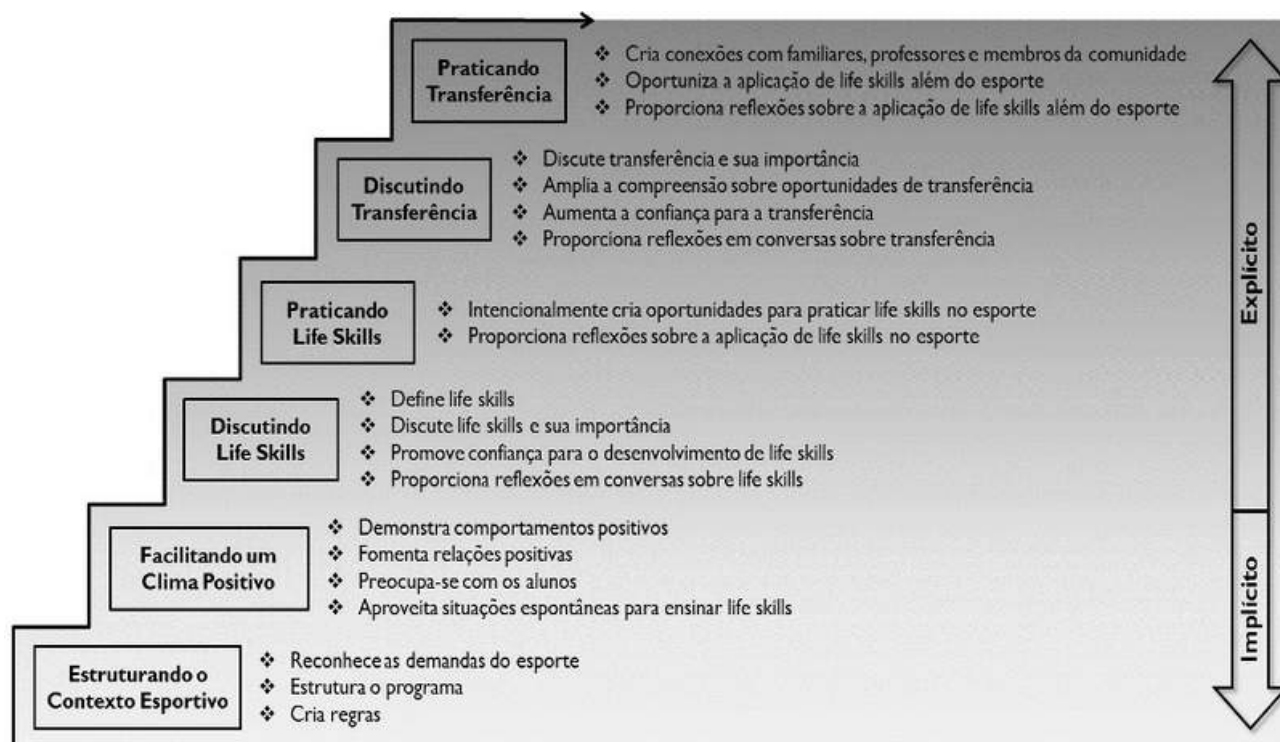 Praticando
Transferência
❖ Cria conexões com familiares, professores e membros da comunidade
❖ Oportuniza a aplicação de life skills além do esporte
❖ Proporciona reflexões sobre a aplicação de life skills além do esporte
Discutindo
Transferência
❖ Discute transferência e sua importância
❖ Amplia a compreensão sobre oportunidades de transferência
❖ Aumenta a confiança para a transferência
❖ Proporciona reflexões em conversas sobre transferência
Praticando
Life Skills
❖ Intencionalmente cria oportunidades para praticar life skills no esporte
❖ Proporciona reflexões sobre a aplicação de life skills no esporte
Discutindo
Life Skills
❖ Define life skills
❖ Discute life skills e sua importância
❖ Promove confiança para o desenvolvimento de life skills
❖ Proporciona reflexões em conversas sobre life skills
Facilitando um
Clima Positivo
❖ Demonstra comportamentos positivos
❖ Fomenta relações positivas
❖ Preocupa-se com os alunos
❖ Aproveita situações espontâneas para ensinar life skills
Estruturando o
Contexto Esportivo
❖ Reconhece as demandas do esporte
❖ Estrutura o programa
❖ Cria regras
Explícito
Implícito